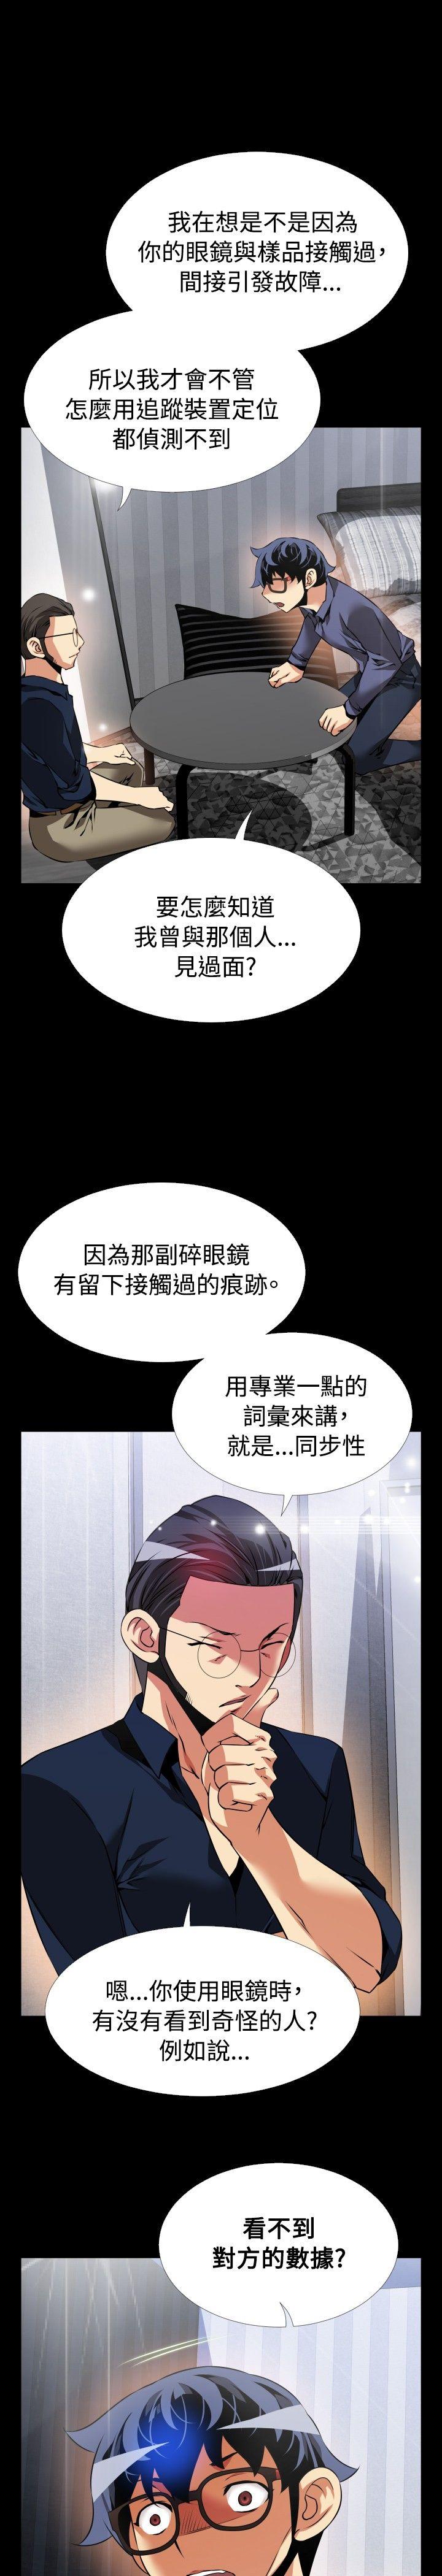 我在想是不是因為
你的眼鏡與樣品接觸過，
間接引發故障…
所以我才會不管
怎麼用追蹤裝置定位
都偵測不到
要怎麼知道
我曾與那個人…
見過面?
因為那副碎眼鏡
有留下接觸過的痕跡。
用專業一點的
詞彙來講，
就是…同步性
嗯…你使用眼鏡時，
有沒有看到奇怪的人?
例如說…
看不到
對方的數據?